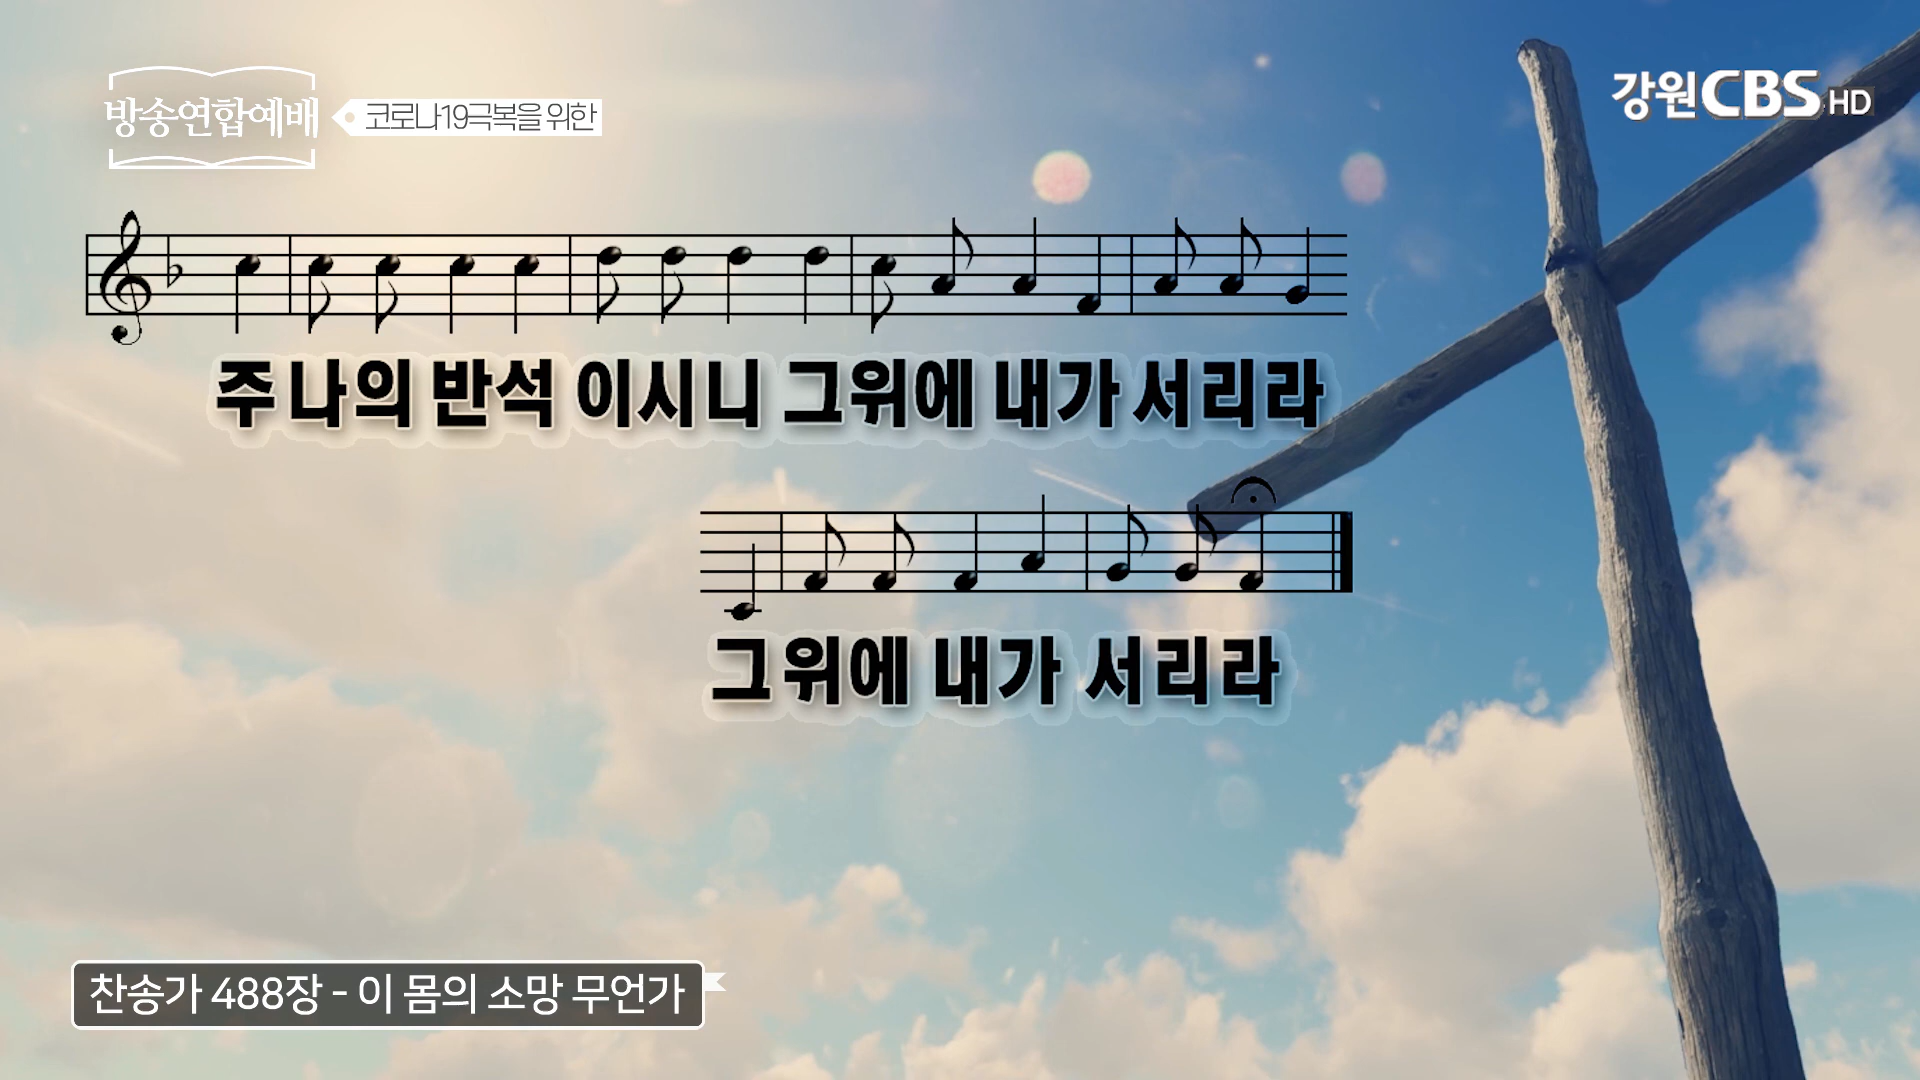 방송연합예배
코로나19극복을 위한
강원CBS HD
주 나의 반석 이시니 그위에 내가 서리라
그위에 내가 서리라
찬송가 488장 - 이 몸의 소망 무언가